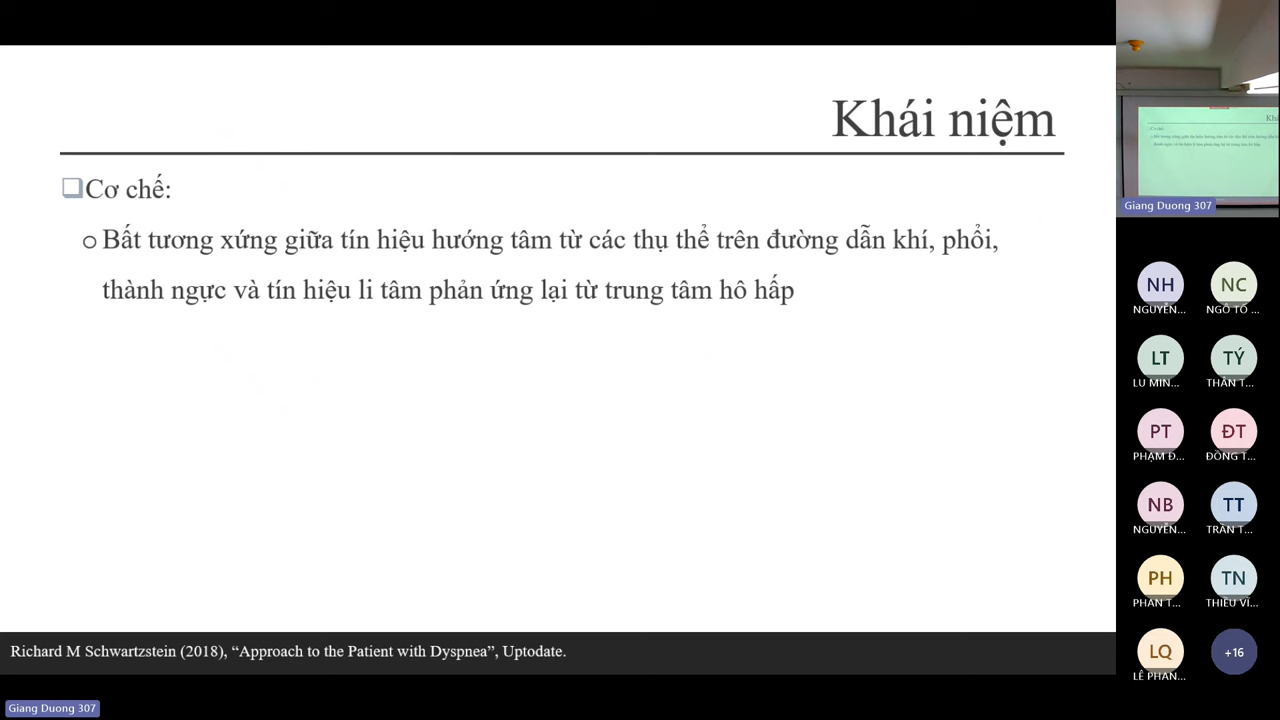 Khái niệm
Cơ chế:
Bất tương xứng giữa tín hiệu hướng tâm từ các thụ thể trên đường dẫn khí, phổi,
thành ngực và tín hiệu li tâm phản ứng lại từ trung tâm hô hấp
Richard M Schwartzstein (2018), “Approach to the Patient with Dyspnea”, Uptodate.
Giang Duong 307
Giang Duong 307
NH
NGUYỄN...
NC
NGÔ TỐ ...
LT
LU MIN...
TÝ
THÂN T...
PT
PHẠM Đ...
ĐT
ĐỒNG T...
NB
NGUYỄN...
TT
TRẦN T...
PH
PHAN T...
TN
THIỀU VĨ...
LQ
LÊ PHAN...
+16